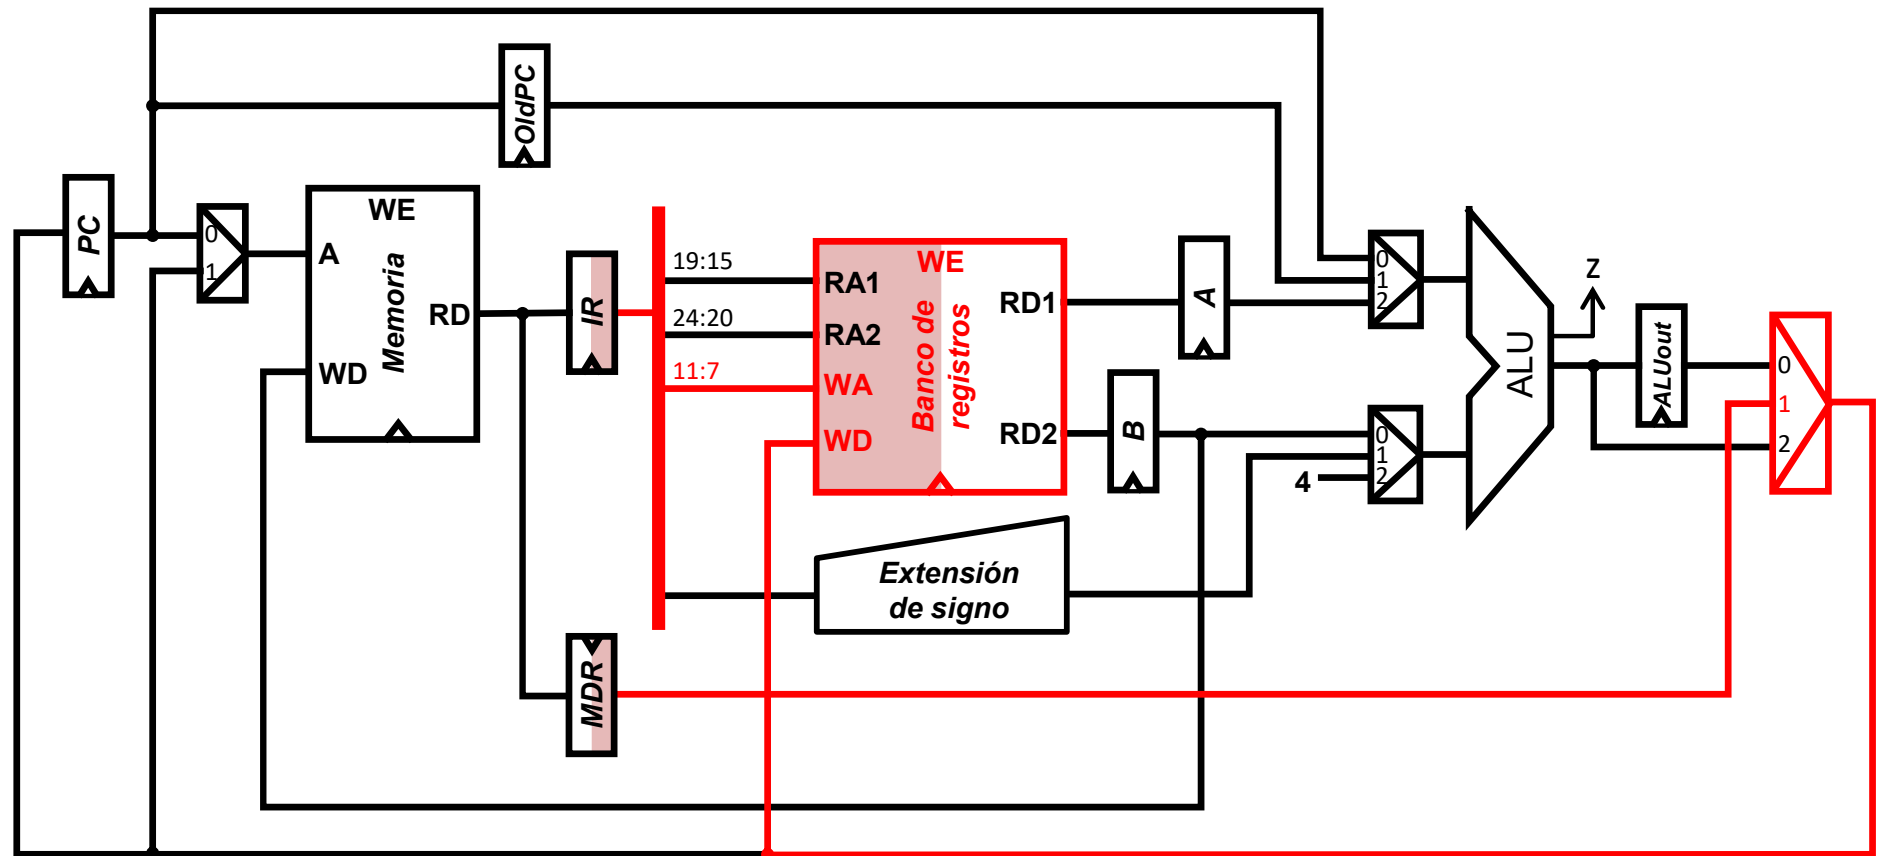 OldPC
PC
0
1
WE
A
Memoria
RD
WD
IR
19:15
24:20
11:7
RA1
RA2
WA
WD
WE
Banco de
registros
RD1
RD2
A
B
Extensión
de signo
MDR
0
1
2
0
1
2
4
ALU
Z
ALUout
0
1
2